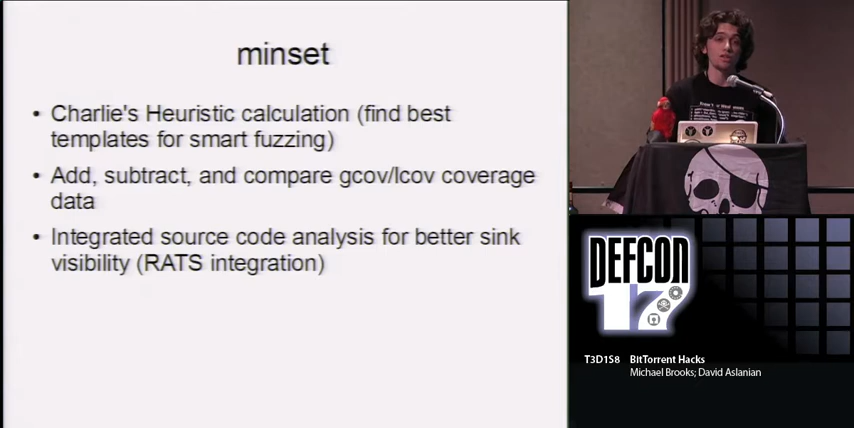 minset
• Charlie's Heuristic calculation (find best
templates for smart fuzzing)
• Add, subtract, and compare gcov/lcov coverage
data
• Integrated source code analysis for better sink
visibility (RATS integration)
DEFCON
17
T3D1S8 BitTorrent Hacks
Michael Brooks; David Aslanian